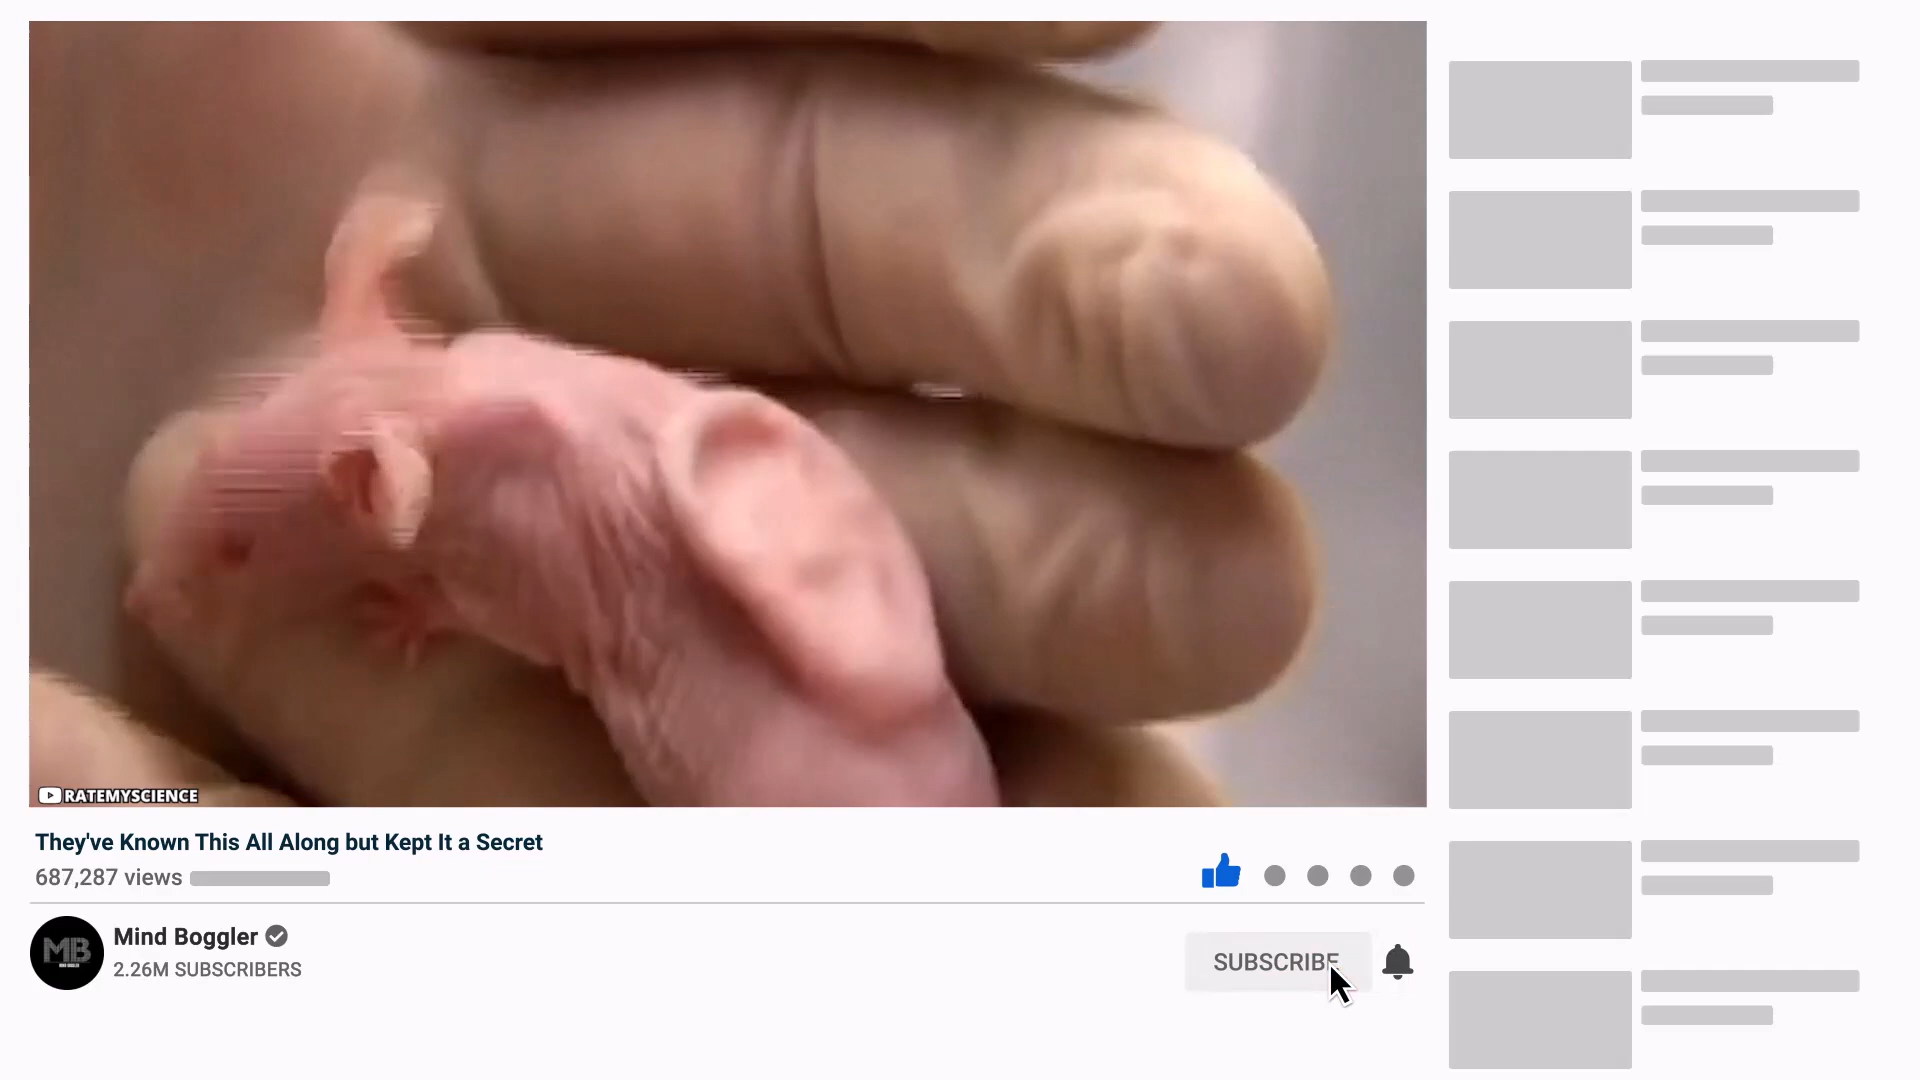 RATEMYSCIENCE
They've Known This All Along but Kept It a Secret
687,287 views
MB
Mind Boggler
2.26M SUBSCRIBERS
SUBSCRIBE